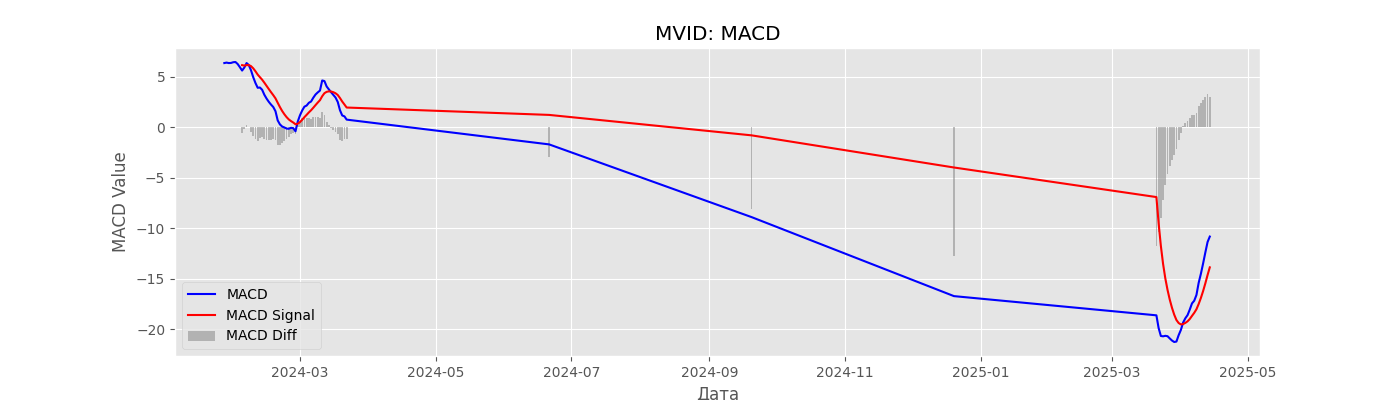 MVID: MACD
MACD Value
5
0
−5
−10
−15
−20
MACD
MACD Signal
MACD Diff
2024-03
2024-05
2024-07
2024-09
2024-11
2025-01
2025-03
2025-05
Дата